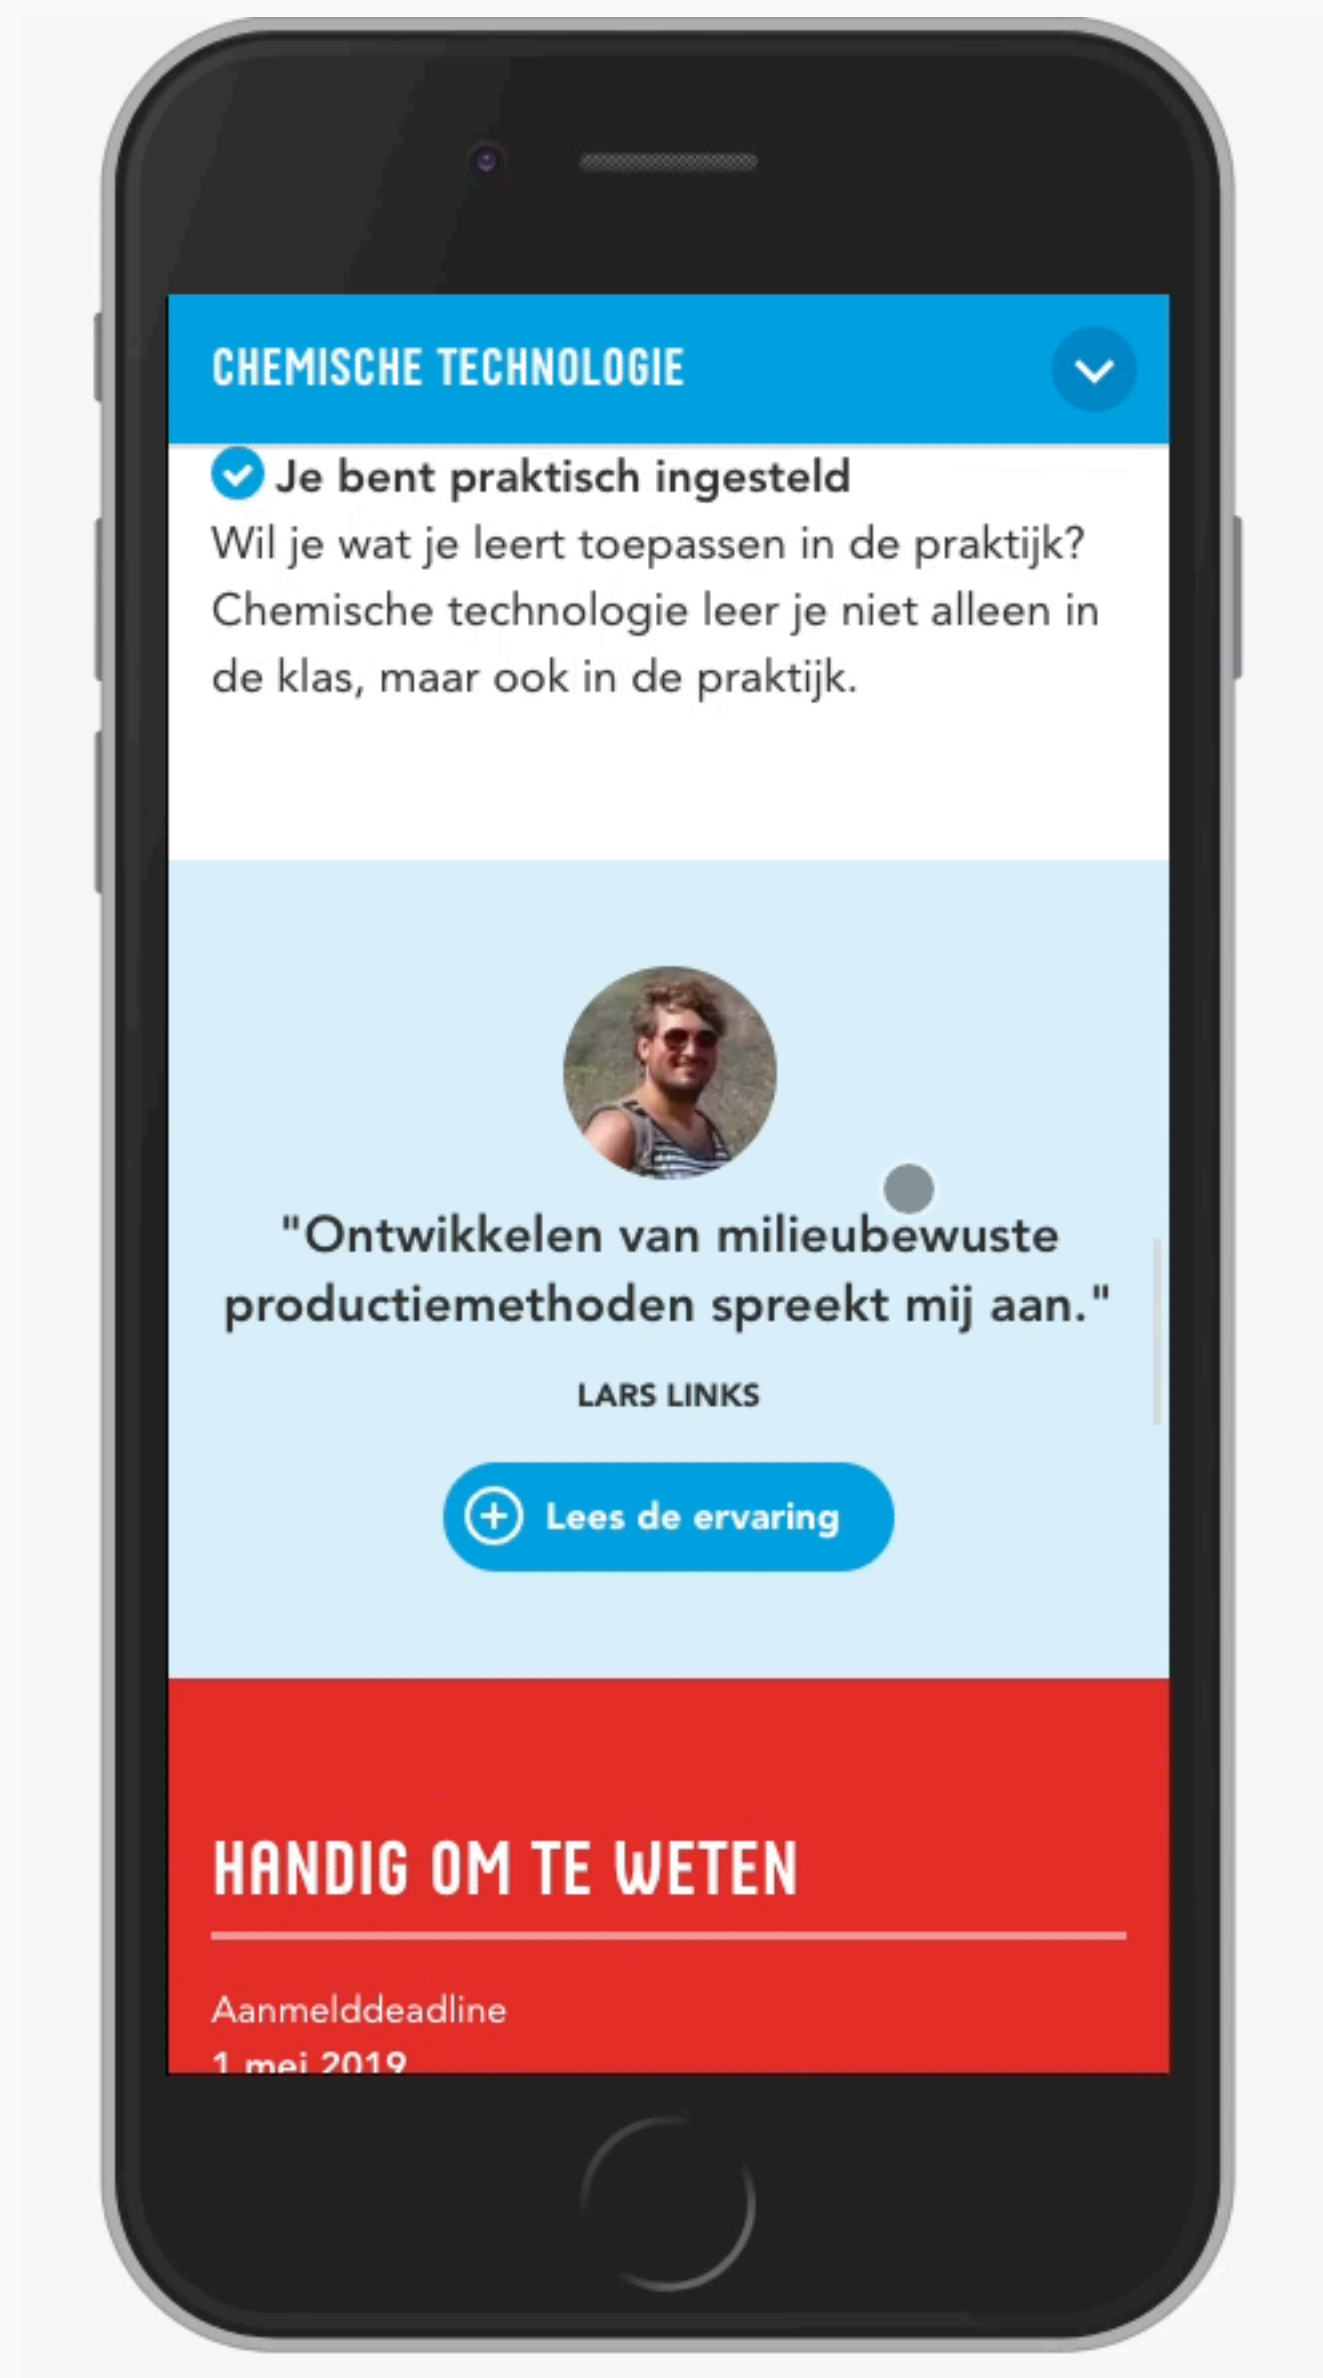 CHEMISCHE TECHNOLOGIE
Je bent praktisch ingesteld
Wil je wat je leert toepassen in de praktijk?
Chemische technologie leer je niet alleen in
de klas, maar ook in de praktijk.
"Ontwikkelen van milieubewuste
productiemethoden spreekt mij aan."
LARS LINKS
Lees de ervaring
HANDIG OM TE WETEN
Aanmelddeadline
1 mei 2019